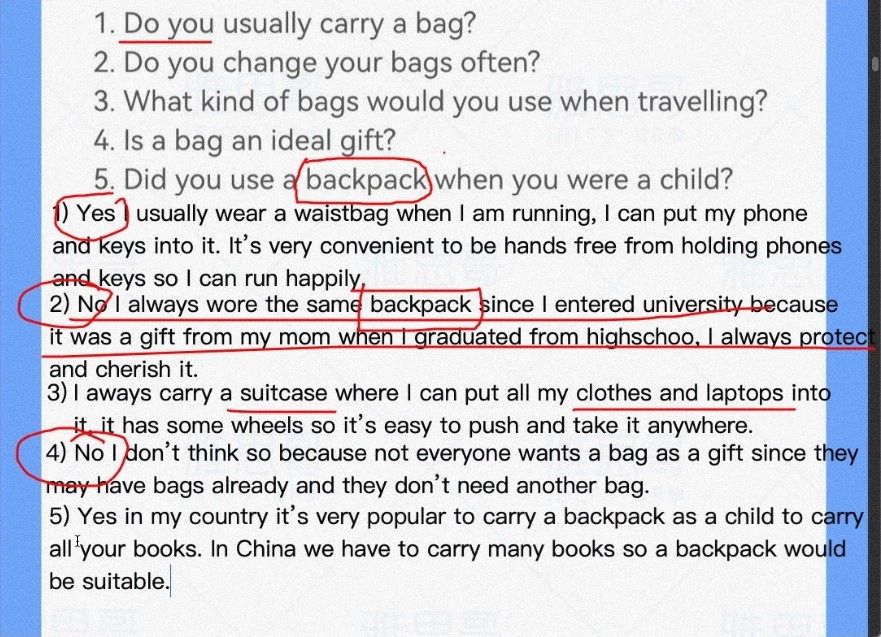 1. Do you usually carry a bag?
2. Do you change your bags often?
3. What kind of bags would you use when travelling?
4. Is a bag an ideal gift?
5. Did you use a backpack when you were a child?
1) Yes I usually wear a waistbag when I am running, I can put my phone
and keys into it. It’s very convenient to be hands free from holding phones
and keys so I can run happily,
2) No I always wore the same backpack since I entered university because
it was a gift from my mom when I graduated from highschoo, I always protect
and cherish it.
3) I aways carry a suitcase where I can put all my clothes and laptops into
it, it has some wheels so it’s easy to push and take it anywhere.
4) No I don’t think so because not everyone wants a bag as a gift since they
may have bags already and they don’t need another bag.
5) Yes in my country it’s very popular to carry a backpack as a child to carry
all your books. In China we have to carry many books so a backpack would
be suitable.